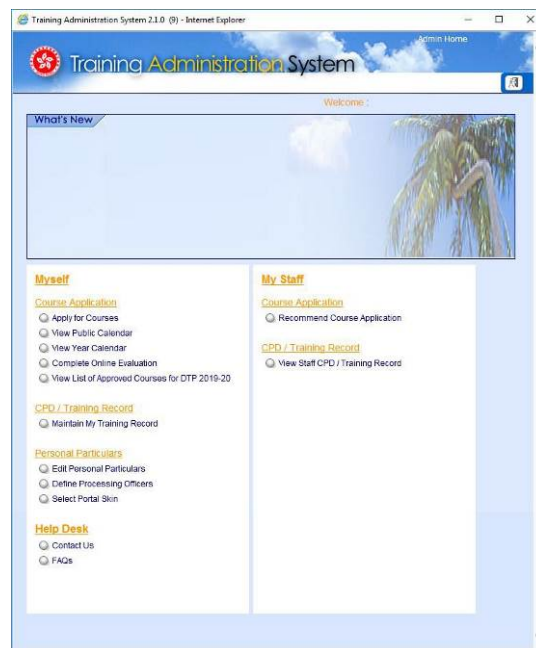 Training Administration System 2.1.0 (9) - Internet Explorer
Admin Home
Training Administration System
Welcome :
What's New
Myself
Course Application
Apply for Courses
View Public Calendar
View Year Calendar
Complete Online Evaluation
View List of Approved Courses for DTP 2019-20
CPD / Training Record
Maintain My Training Record
Personal Particulars
Edit Personal Particulars
Define Processing Officers
Select Portal Skin
Help Desk
Contact Us
FAQs
My Staff
Course Application
Recommend Course Application
CPD / Training Record
View Staff CPD / Training Record